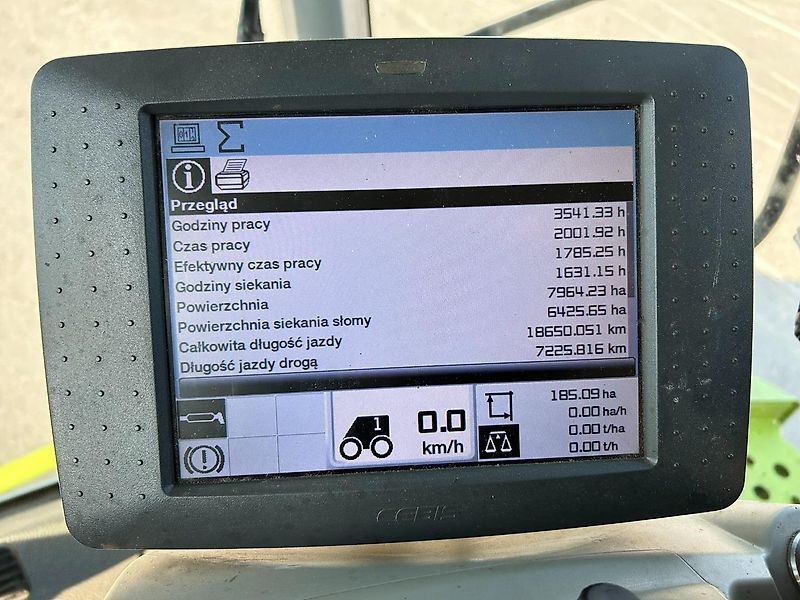 Przegląd
Godziny pracy 3541.33 h
Czas pracy 2001.92 h
Efektywny czas pracy 1785.25 h
Godziny siekania 1631.15 h
Powierzchnia 7964.23 ha
Powierzchnia siekania słomy 6425.65 ha
Całkowita długość jazdy 18650.051 km
Długość jazdy drogą 7225.816 km
1
0.0
km/h
185.09 ha
0.00 ha/h
0.00 t/ha
0.00 t/h
CEBIS